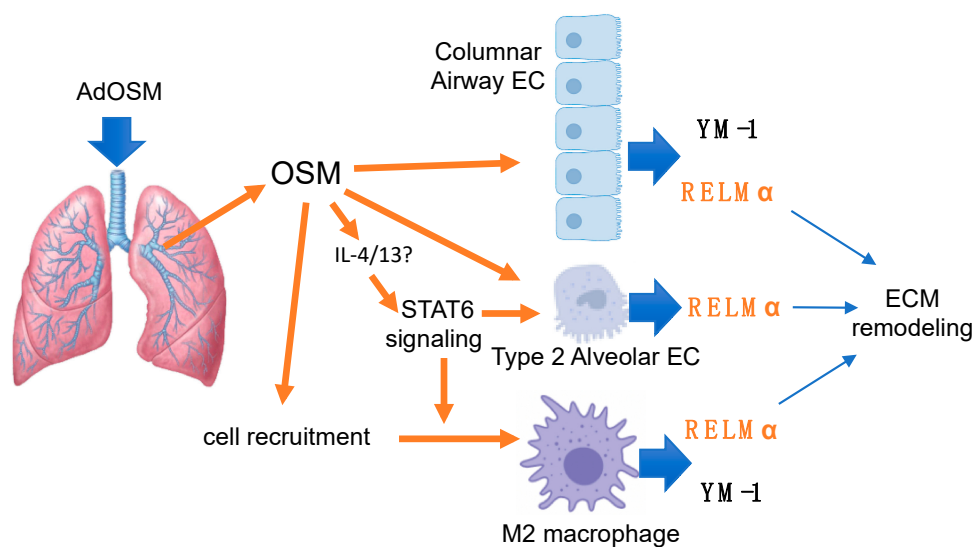 Columnar
Airway EC
AdOSM
YM-1
OSM
RELMα
IL-4/13?
STAT6
signaling
RELMα
ECM
remodeling
Type 2 Alveolar EC
cell recruitment
RELMα
YM-1
M2 macrophage